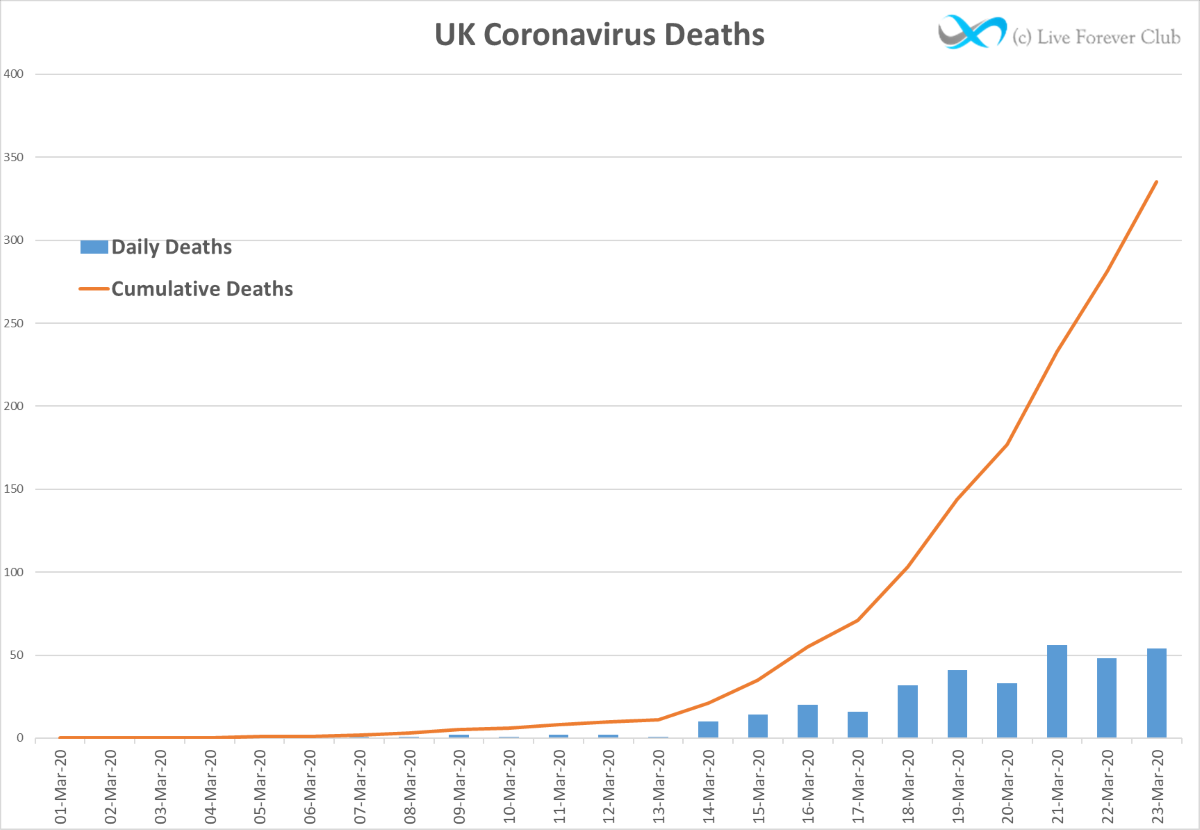 UK Coronavirus Deaths
(c) Live Forever Club
400
350
300
250
200
150
100
50
0
Daily Deaths
Cumulative Deaths
01-Mar-20
02-Mar-20
03-Mar-20
04-Mar-20
05-Mar-20
06-Mar-20
07-Mar-20
08-Mar-20
09-Mar-20
10-Mar-20
11-Mar-20
12-Mar-20
13-Mar-20
14-Mar-20
15-Mar-20
16-Mar-20
17-Mar-20
18-Mar-20
19-Mar-20
20-Mar-20
21-Mar-20
22-Mar-20
23-Mar-20